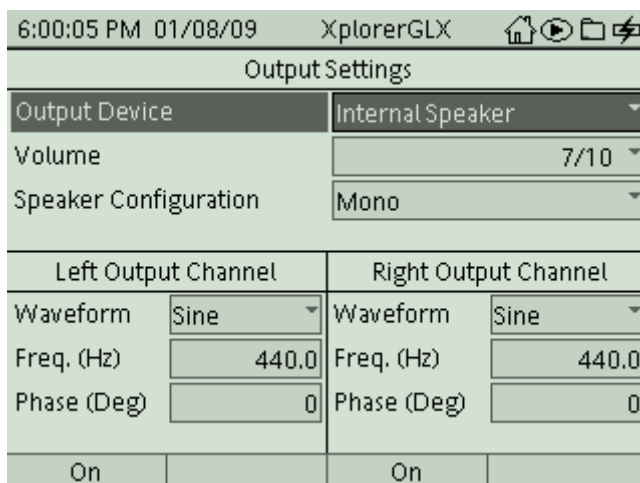 6:00:05 PM 01/08/09 XplorerGLX
Output Settings
Output Device Internal Speaker
Volume 7/10
Speaker Configuration Mono
Left Output Channel Right Output Channel
Waveform Sine Waveform Sine
Freq. (Hz) 440.0 Freq. (Hz) 440.0
Phase (Deg) 0 Phase (Deg) 0
On On